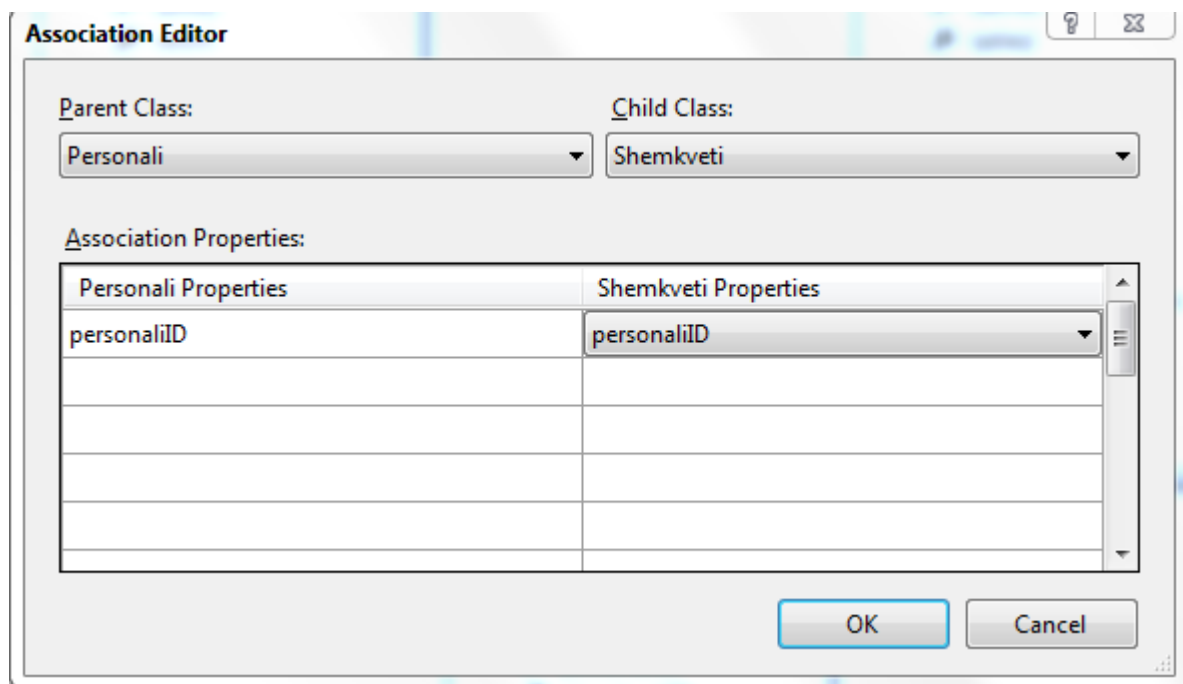 Association Editor
Parent Class: Child Class:
Personali Shemkveti
Association Properties:
Personali Properties Shemkveti Properties
personaliID personaliID
OK Cancel